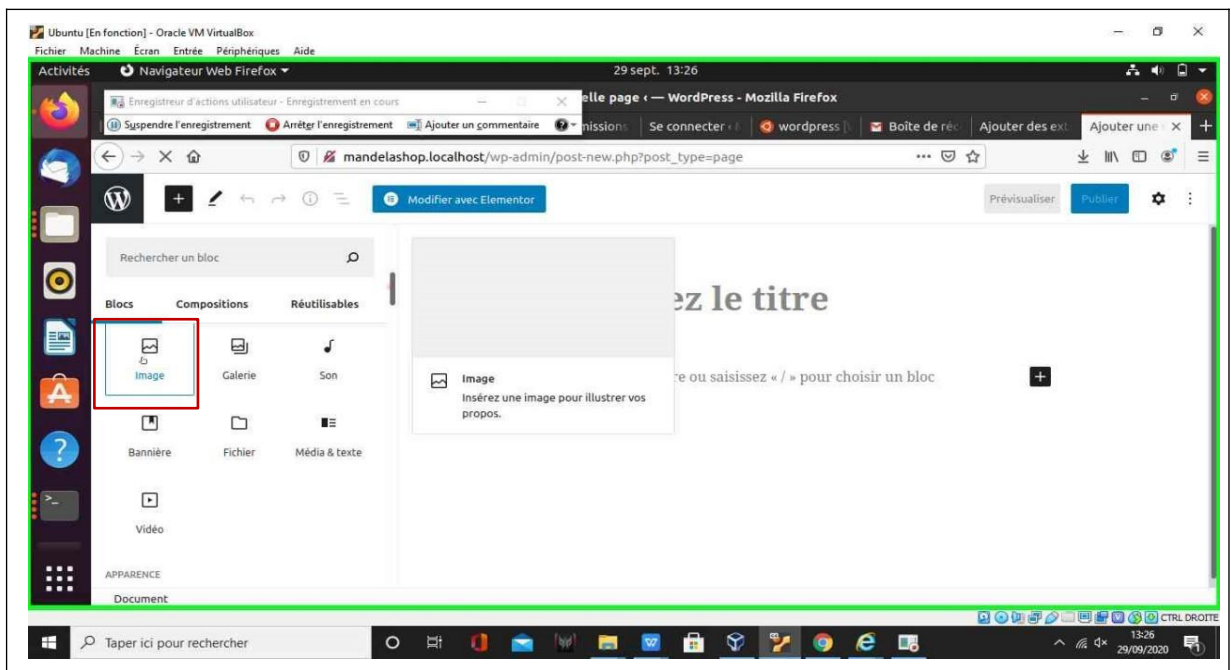 Ubuntu [En fonction] - Oracle VM VirtualBox
Fichier Machine Écran Entrée Périphériques Aide
Activités Navigateur Web Firefox 29 sept. 13:26
Enregistreur d'actions utilisateur - Enregistrement en cours
elle page ‹ — WordPress - Mozilla Firefox
Suspendre l'enregistrement Arrêter l'enregistrement Ajouter un commentaire
nissions Se connecter ‹ wordpress Boîte de réc Ajouter des ext Ajouter une
mandelashop.localhost/wp-admin/post-new.php?post_type=page
Modifier avec Elementor Prévisualiser Publier
Rechercher un bloc
Blocs Compositions Réutilisables
ez le titre
Image Galerie Son
Image
Insérez une image pour illustrer vos
propos.
re ou saisissez « / » pour choisir un bloc
Bannière Fichier Média & texte
Vidéo
APPARENCE
Document
CTRL DROITE
Taper ici pour rechercher
13:26
29/09/2020